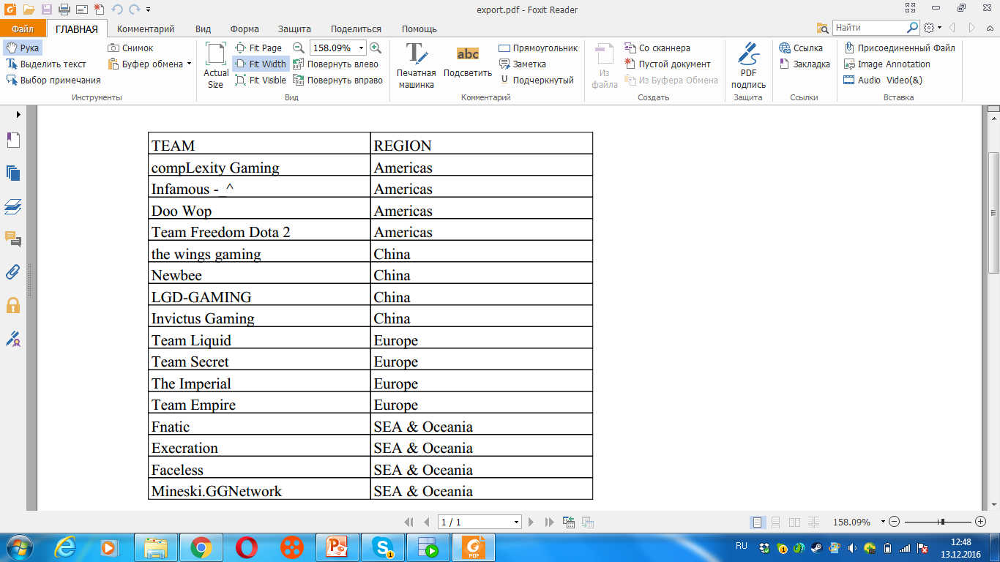 export.pdf - Foxit Reader
Файл ГЛАВНАЯ Комментарий Вид Форма Защита Поделиться Помощь Найти
Рука Снимок
Выделить текст Буфер обмена
Выбор примечания
Инструменты
Actual Size
Fit Page 158.09%
Fit Width Повернуть влево
Fit Visible Повернуть вправо
Вид
Печатная машинка
abc
Подсветить
Прямоугольник
Заметка
U Подчеркнутый
Комментарий
Из файла
Со сканера
Пустой документ
Из Буфера Обмена
Создать
PDF подпись
Защита
Ссылка
Закладка
Ссылки
Присоединенный Файл
Image Annotation
Audio Video(&)
Вставка
TEAM REGION
compLexity Gaming Americas
Infamous -_^ Americas
Doo Wop Americas
Team Freedom Dota 2 Americas
the wings gaming China
Newbee China
LGD-GAMING China
Invictus Gaming China
Team Liquid Europe
Team Secret Europe
The Imperial Europe
Team Empire Europe
Fnatic SEA & Oceania
Execration SEA & Oceania
Faceless SEA & Oceania
Mineski.GGNetwork SEA & Oceania
1 / 1 158.09%
RU 12:48
13.12.2016